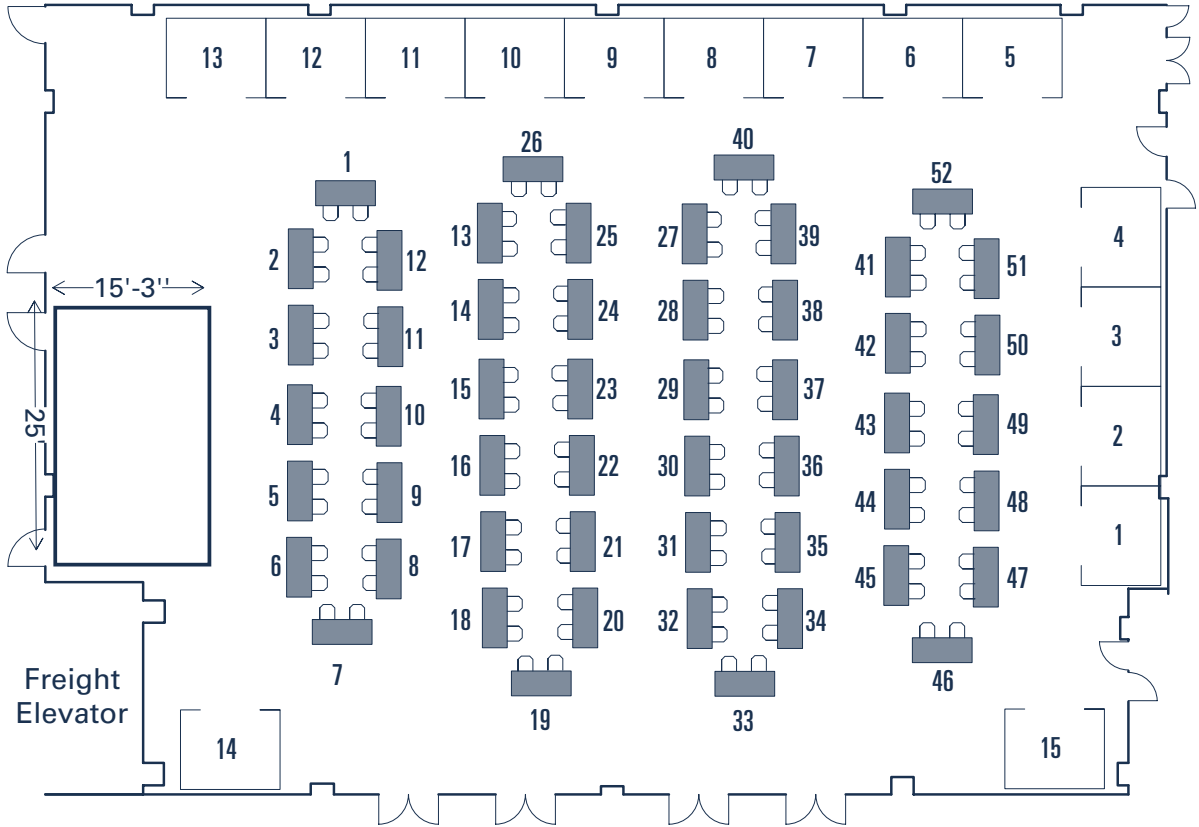 13 12 11 10 9 8 7 6 5
1 26 40 52
2 12 13 25 27 39 41 51 4
15'-3''
3 11 14 24 28 38 42 50 3
25'
4 10 15 23 29 37 43 49 2
5 9 16 22 30 36 44 48
6 8 17 21 31 35 45 47 1
18 20 32 34
7 19 33 46
Freight
Elevator
14 15